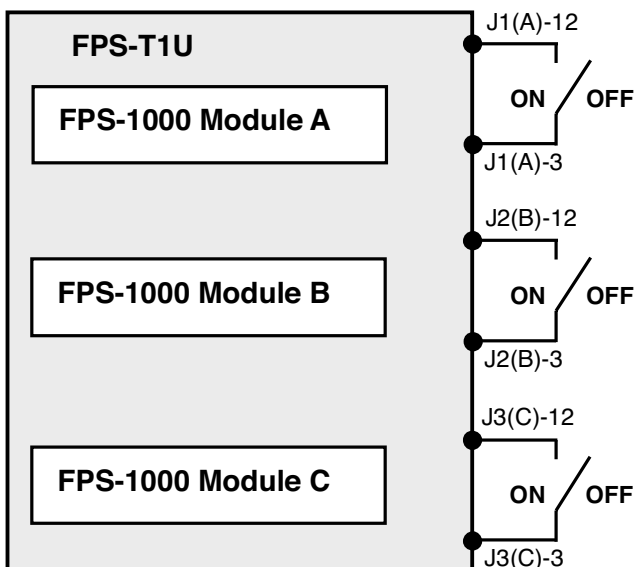 J1(A)-12
FPS-T1U
FPS-1000 Module A
ON OFF
J1(A)-3
J2(B)-12
FPS-1000 Module B
ON OFF
J2(B)-3
J3(C)-12
FPS-1000 Module C
ON OFF
J3(C)-3